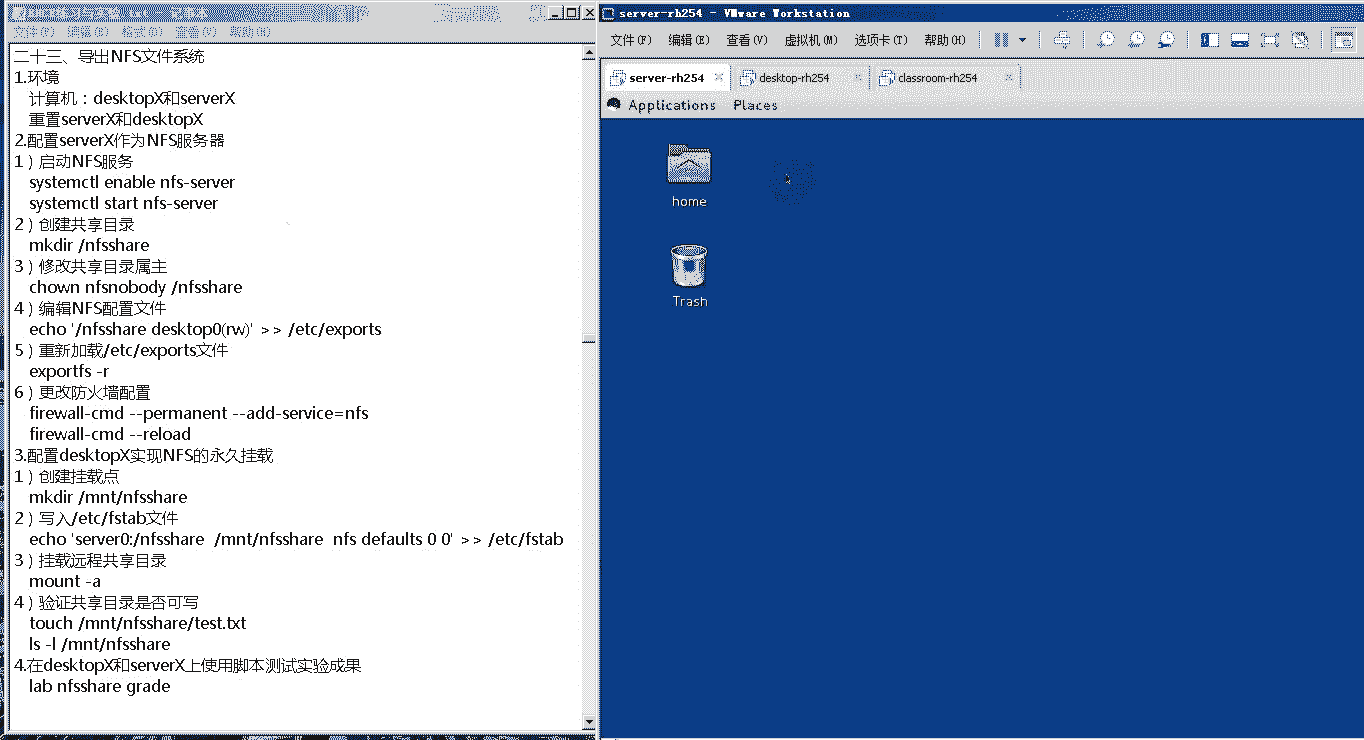 文件(F) 编辑(E) 格式(O) 查看(V) 帮助(H)
二十三、导出NFS文件系统
1.环境
计算机：desktopX和serverX
重置serverX和desktopX
2.配置serverX作为NFS服务器
1）启动NFS服务
systemctl enable nfs-server
systemctl start nfs-server
2）创建共享目录
mkdir /nfsshare
3）修改共享目录属主
chown nfsnobody /nfsshare
4）编辑NFS配置文件
echo '/nfsshare desktop0(rw)' >> /etc/exports
5）重新加载/etc/exports文件
exportfs -r
6）更改防火墙配置
firewall-cmd --permanent --add-service=nfs
firewall-cmd --reload
3.配置desktopX实现NFS的永久挂载
1）创建挂载点
mkdir /mnt/nfsshare
2）写入/etc/fstab文件
echo 'server0:/nfsshare  /mnt/nfsshare  nfs defaults 0 0' >> /etc/fstab
3）挂载远程共享目录
mount -a
4）验证共享目录是否可写
touch /mnt/nfsshare/test.txt
ls -l /mnt/nfsshare
4.在desktopX和serverX上使用脚本测试实验成果
lab nfsshare grade
server-rh254 - VMware Workstation
文件(F) 编辑(E) 查看(V) 虚拟机(M) 选项卡(T) 帮助(H)
server-rh254 desktop-rh254 classroom-rh254
Applications Places
home
Trash